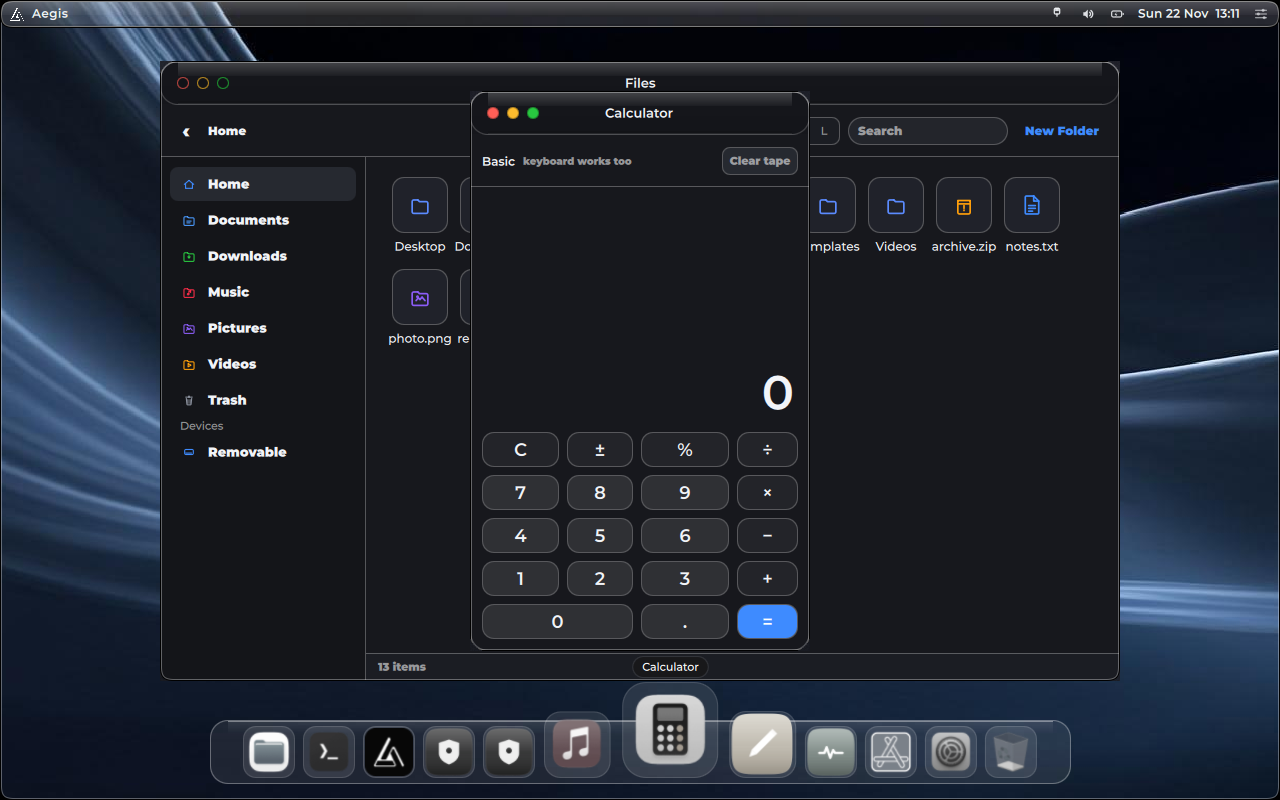 Aegis
Sun 22 Nov 13:11
Files
Calculator
Home
L
Search
New Folder
Basic keyboard works too
Clear tape
Home
Documents
Downloads
Music
Pictures
Videos
Trash
Devices
Removable
Desktop
Do
mplates
Videos
archive.zip
notes.txt
photo.png
re
0
C ± % ÷
7 8 9 ×
4 5 6 −
1 2 3 +
0 . =
13 items
Calculator